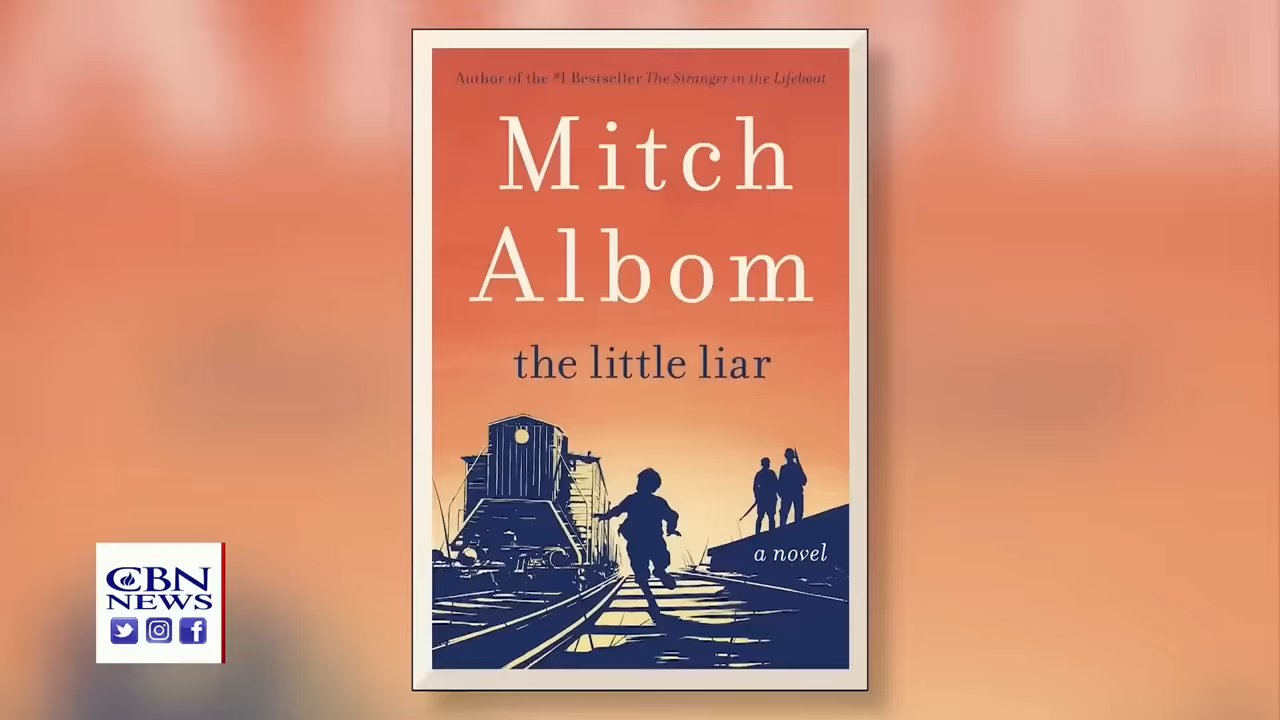 Author of the #1 Bestseller The Stranger in the Lifeboat
Mitch
Albom
the little liar
a novel
CBN
NEWS